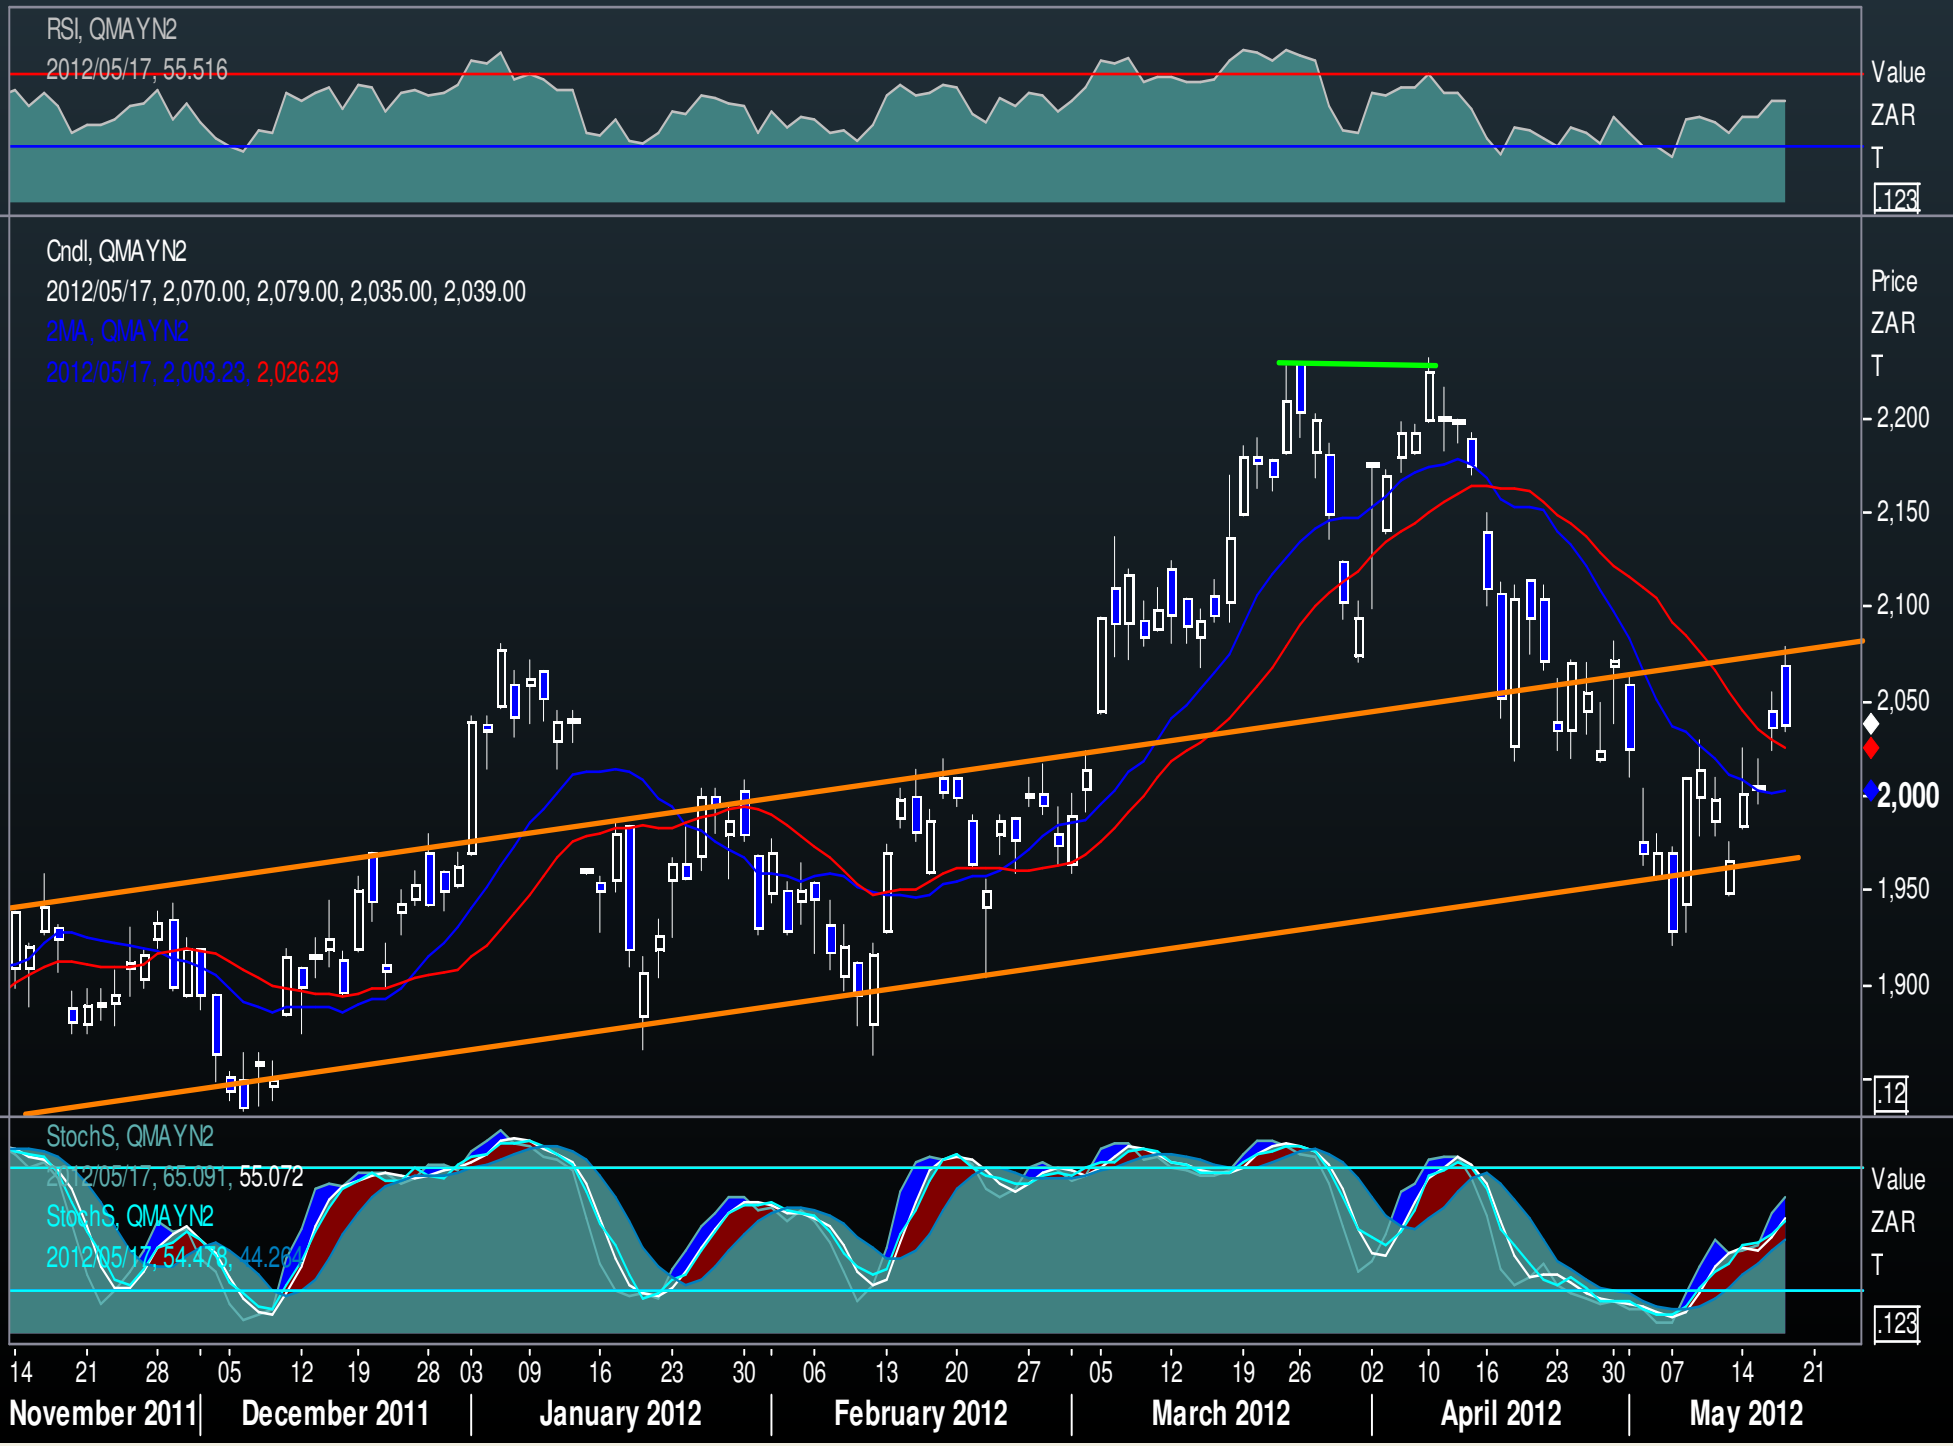 RSI, QMAYN2
2012/05/17, 55.516
Value
ZAR
T
.123
Cndl, QMAYN2
2012/05/17, 2,070.00, 2,079.00, 2,035.00, 2,039.00
2MA, QMAYN2
2012/05/17, 2,003.23, 2,026.29
Price
ZAR
T
2,200
2,150
2,100
2,050
2,000
1,950
1,900
.12
StochS, QMAYN2
2012/05/17, 65.091, 55.072
StochS, QMAYN2
2012/05/17, 54.478, 44.264
Value
ZAR
T
.123
14 21 28 05 12 19 28 03 09 16 23 30 06 13 20 27 05 12 19 26 02 10 16 23 30 07 14 21
November 2011 December 2011 January 2012 February 2012 March 2012 April 2012 May 2012